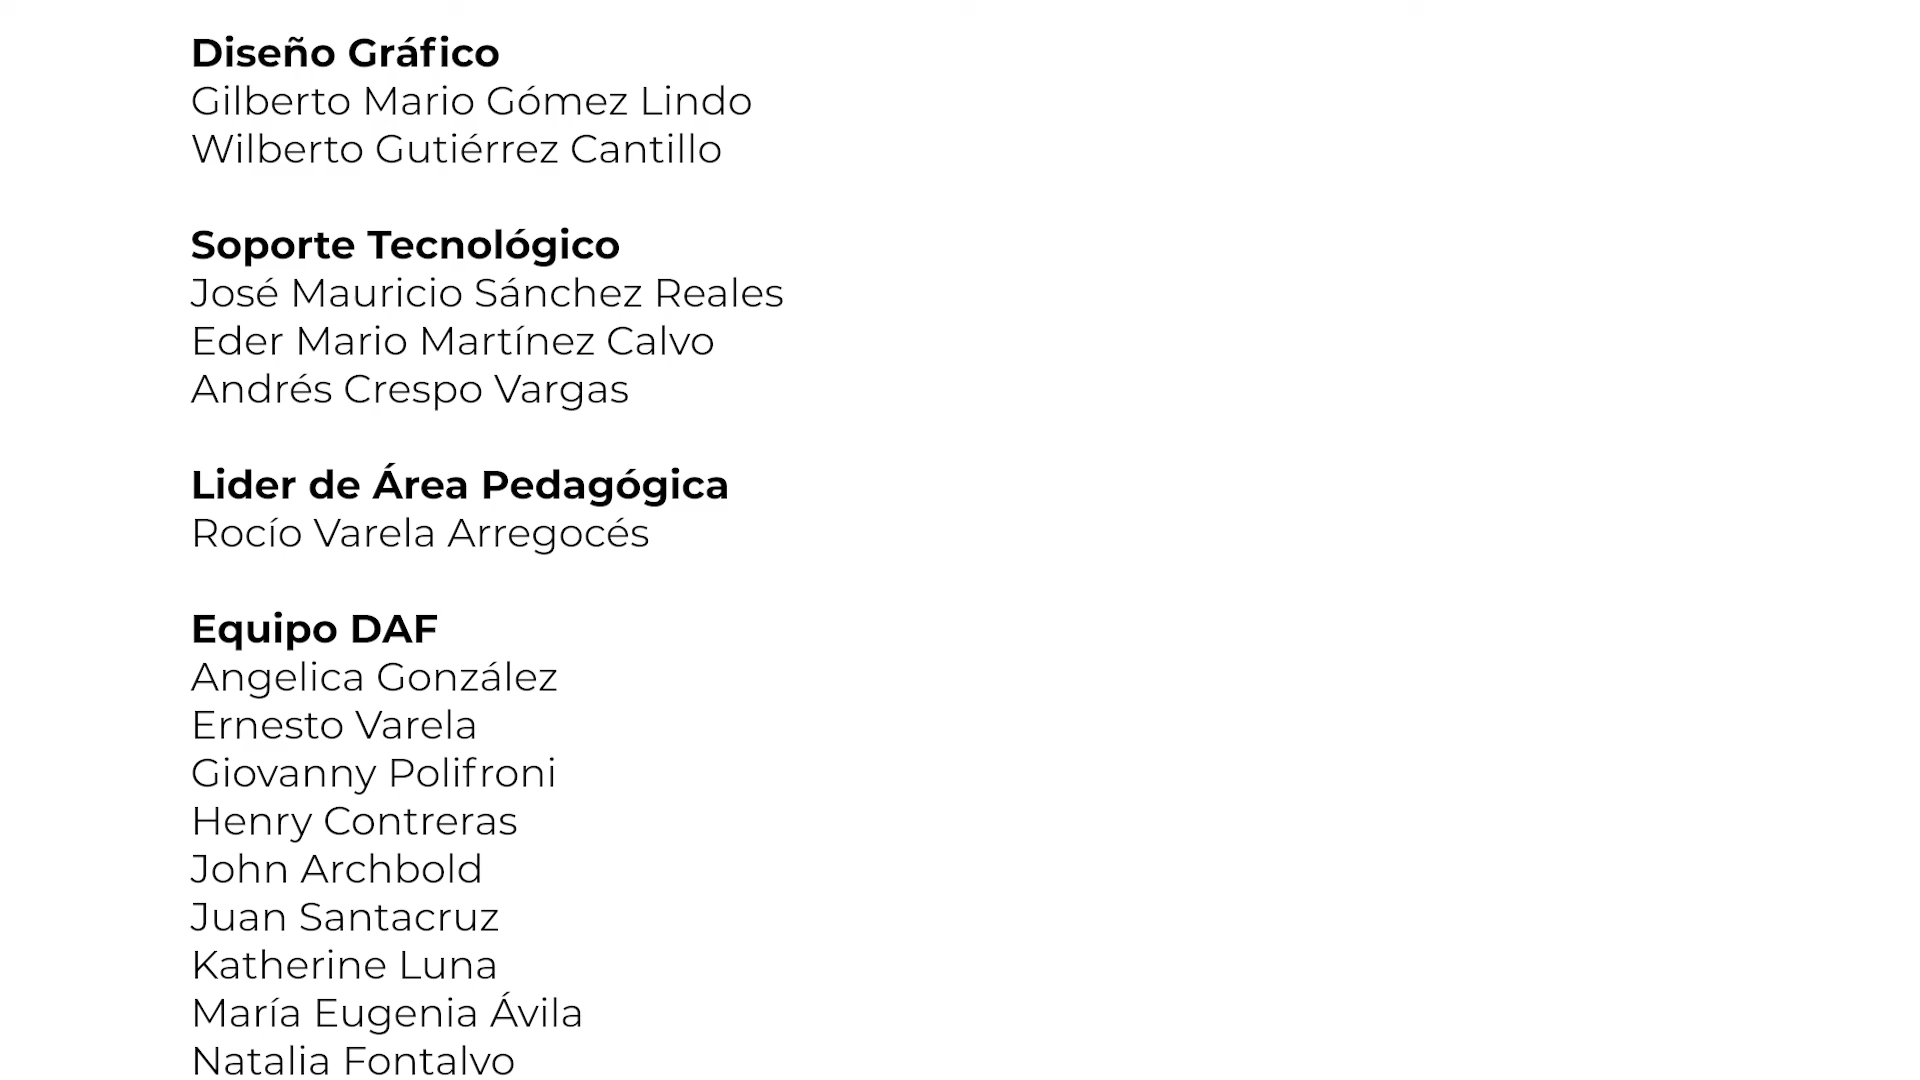 Diseño Gráfico
Gilberto Mario Gómez Lindo
Wilberto Gutiérrez Cantillo
Soporte Tecnológico
José Mauricio Sánchez Reales
Eder Mario Martínez Calvo
Andrés Crespo Vargas
Lider de Área Pedagógica
Rocío Varela Arregocés
Equipo DAF
Angelica González
Ernesto Varela
Giovanny Polifroni
Henry Contreras
John Archbold
Juan Santacruz
Katherine Luna
María Eugenia Ávila
Natalia Fontalvo